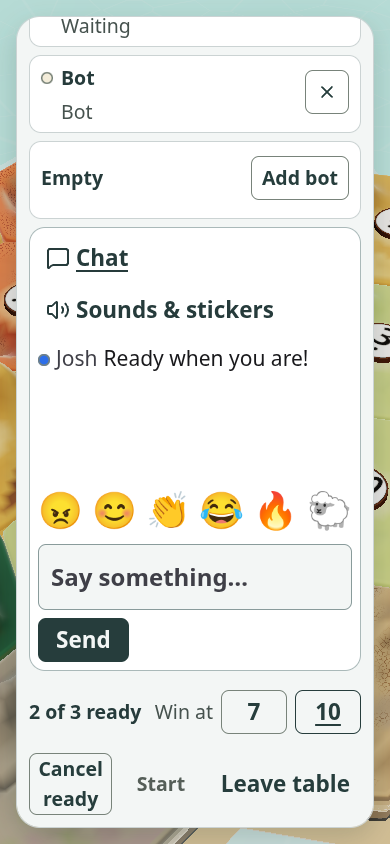 Waiting
Bot
Bot
Empty
Add bot
Chat
Sounds & stickers
Josh Ready when you are!
Say something...
Send
2 of 3 ready Win at 7 10
Cancel
ready
Start
Leave table